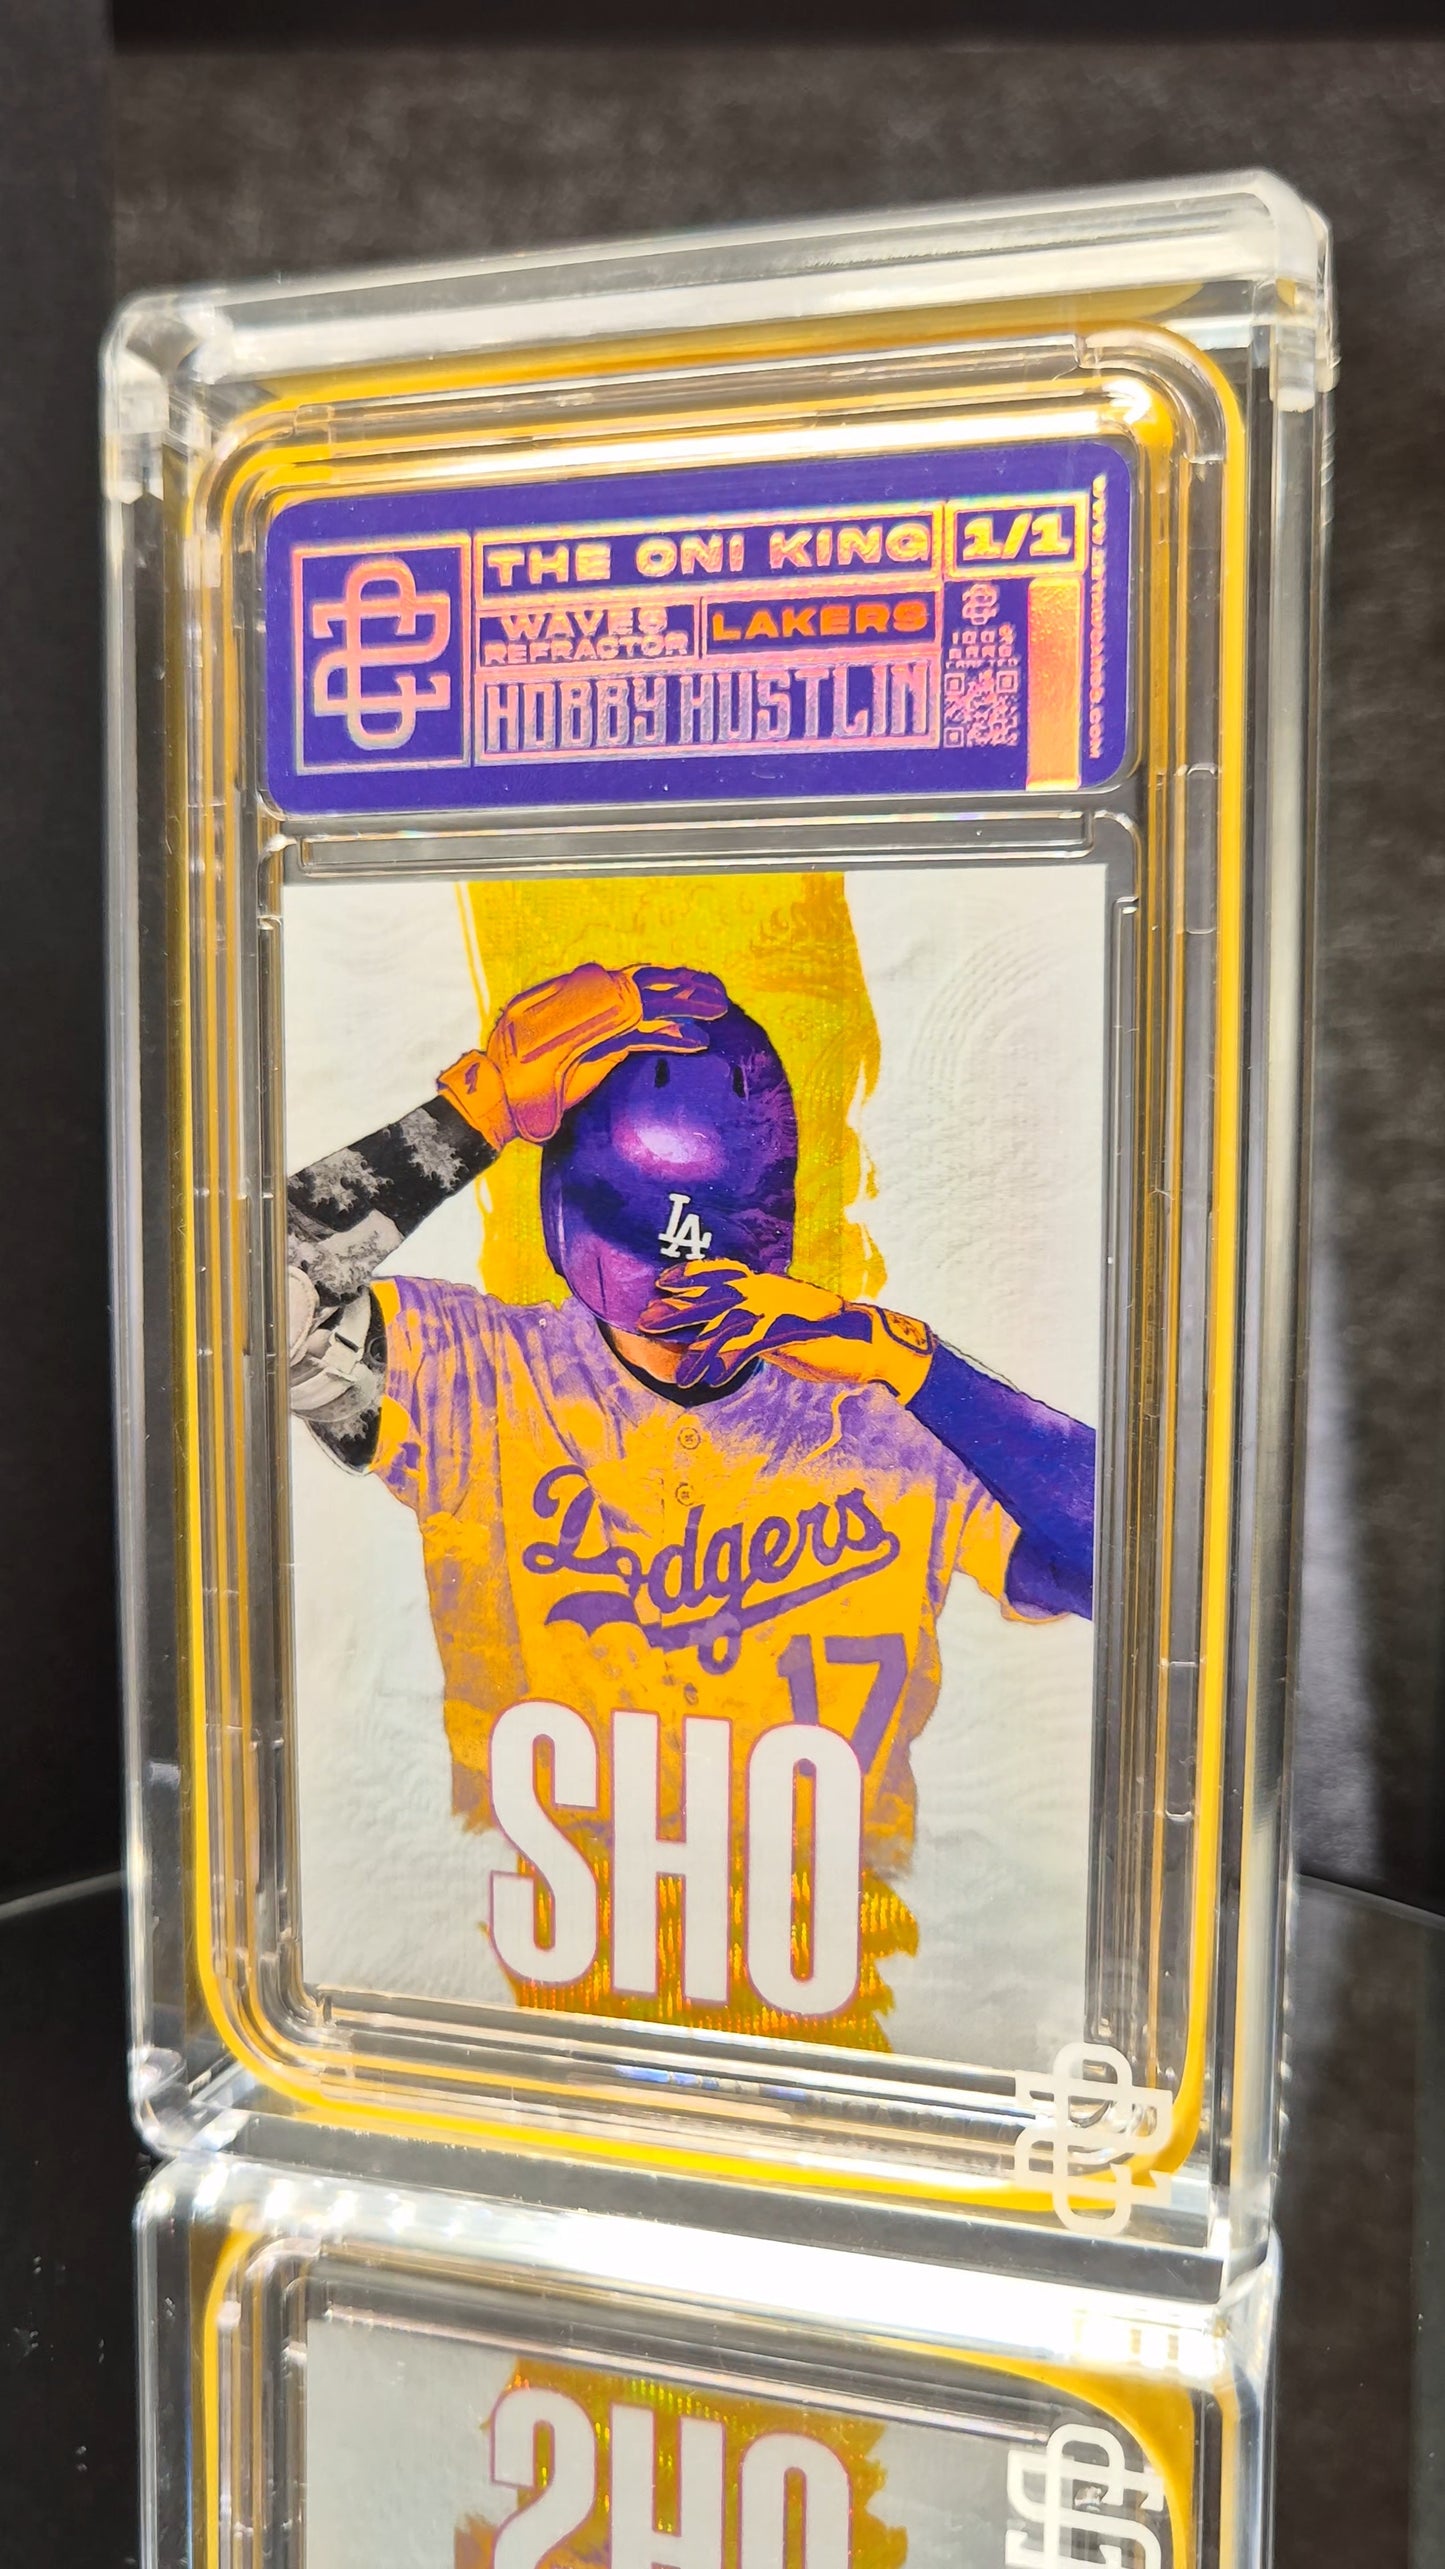 THE ONI KING
1/1
WAVES
REFRACTOR
LAKERS
HOBBY HUSTLIN
LA
Dodgers
17
SHO